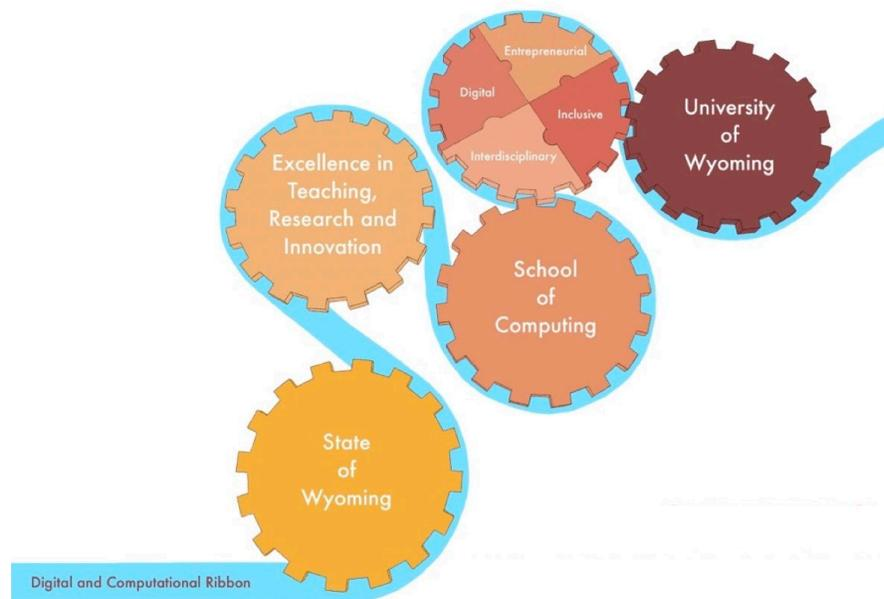 Entrepreneurial
Digital
Inclusive
Interdisciplinary
University
of
Wyoming
Excellence in
Teaching,
Research and
Innovation
School
of
Computing
State
of
Wyoming
Digital and Computational Ribbon